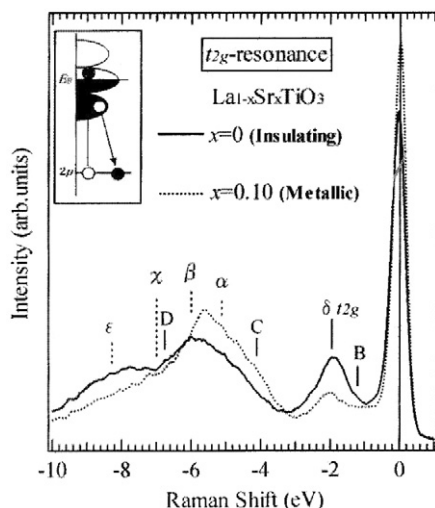 t2g-resonance
La1-xSrxTiO3
x=0 (Insulating)
x=0.10 (Metallic)
EF
2p
Intensity (arb.units)
ε
χ
D
β
α
C
δ t2g
B
-10 -8 -6 -4 -2 0
Raman Shift (eV)